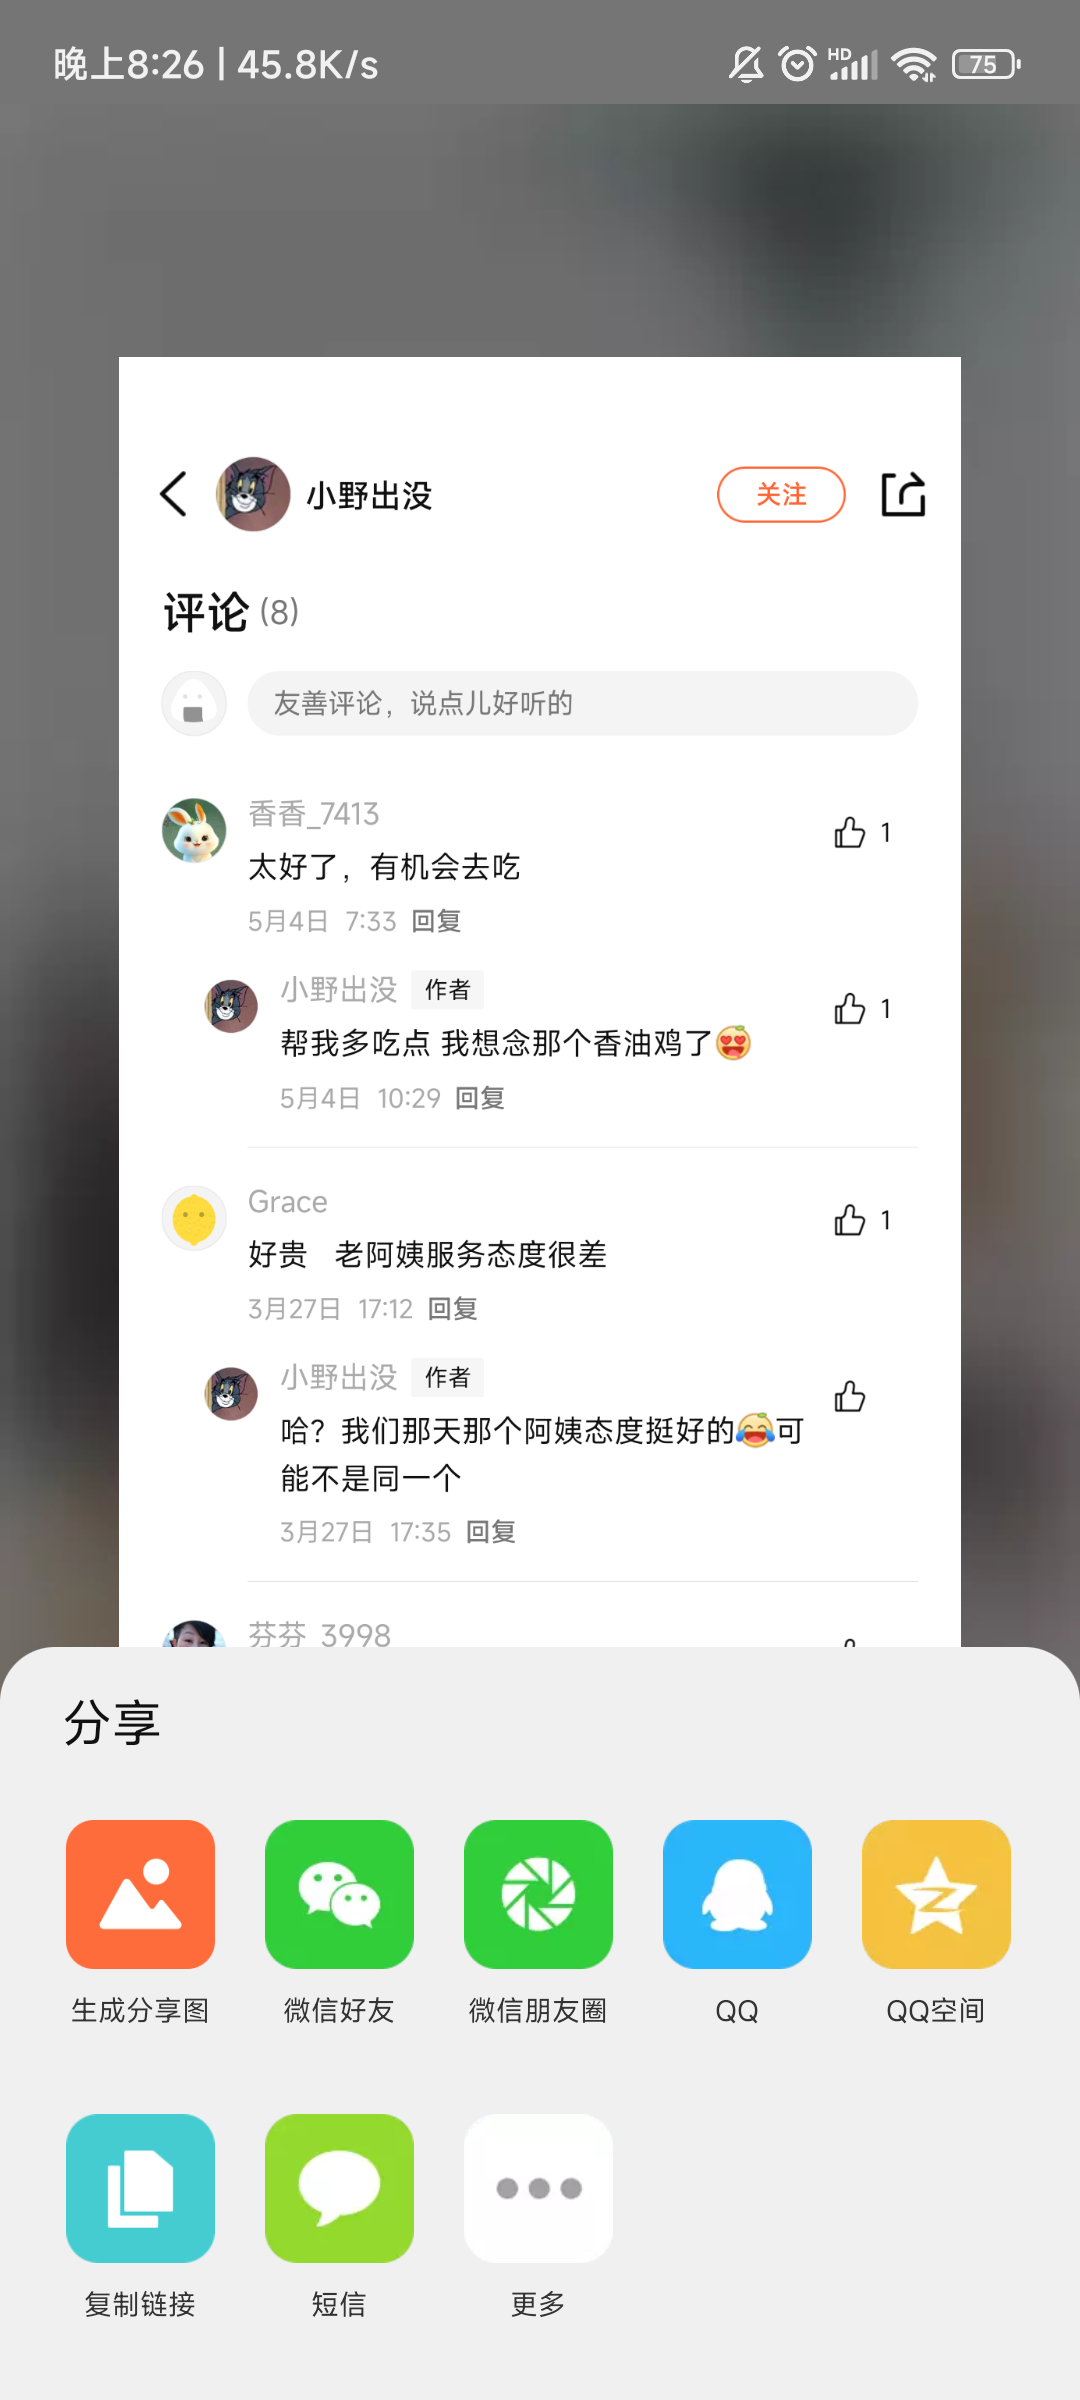 晚上8:26 | 45.8K/s
HD
75
小野出没
关注
评论 (8)
友善评论，说点儿好听的
香香_7413
1
太好了，有机会去吃
5月4日 7:33 回复
小野出没 作者
1
帮我多吃点 我想念那个香油鸡了😍
5月4日 10:29 回复
Grace
1
好贵 老阿姨服务态度很差
3月27日 17:12 回复
小野出没 作者
哈？我们那天那个阿姨态度挺好的😂可
能不是同一个
3月27日 17:35 回复
芬芬_3998
分享
生成分享图
微信好友
微信朋友圈
QQ
QQ空间
复制链接
短信
更多